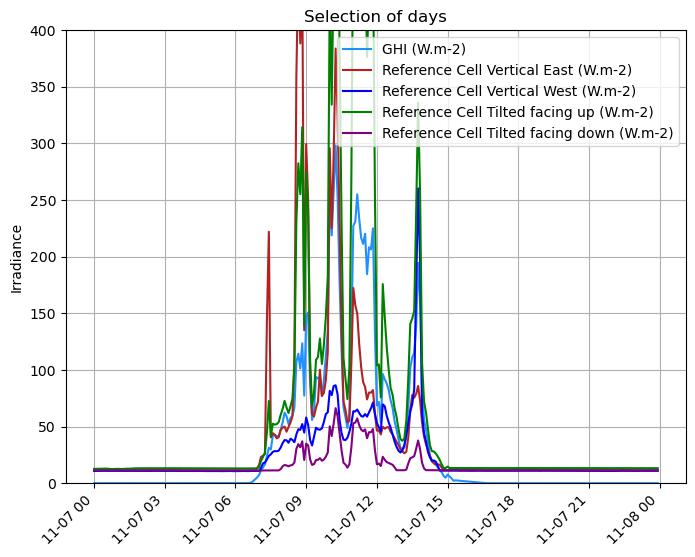 Selection of days
400
350
300
250
200
150
100
50
0
Irradiance
GHI (W.m-2)
Reference Cell Vertical East (W.m-2)
Reference Cell Vertical West (W.m-2)
Reference Cell Tilted facing up (W.m-2)
Reference Cell Tilted facing down (W.m-2)
11-07 00
11-07 03
11-07 06
11-07 09
11-07 12
11-07 15
11-07 18
11-07 21
11-08 00